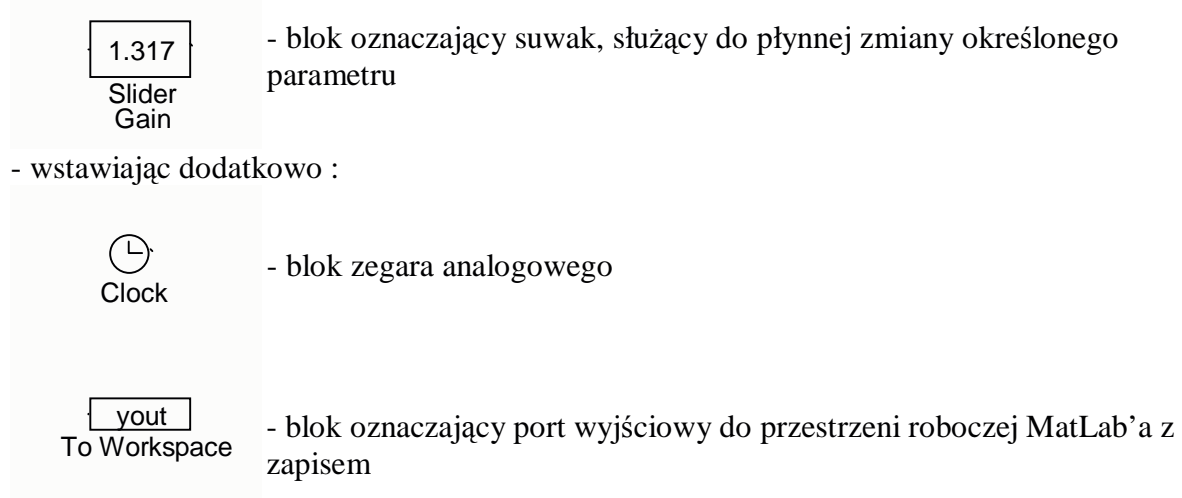 1.317
Slider
Gain
- blok oznaczający suwak, służący do płynnej zmiany określonego
parametru
- wstawiając dodatkowo :
Clock
- blok zegara analogowego
yout
To Workspace
- blok oznaczający port wyjściowy do przestrzeni roboczej MatLab'a z
zapisem